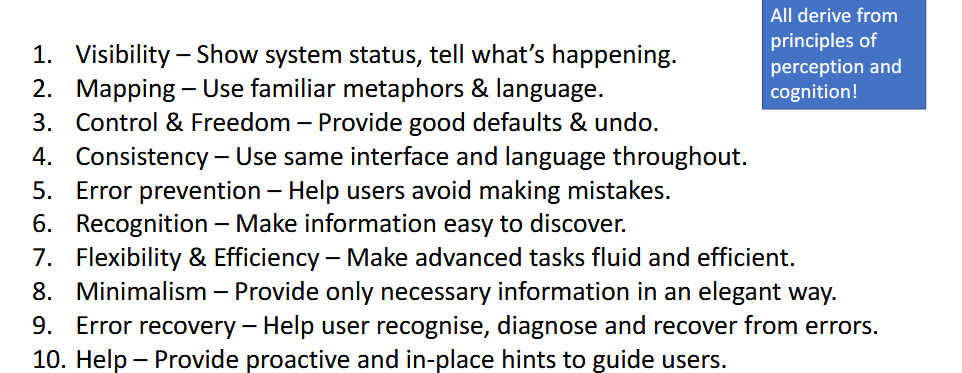 All derive from
principles of
perception and
cognition!
1. Visibility – Show system status, tell what’s happening.
2. Mapping – Use familiar metaphors & language.
3. Control & Freedom – Provide good defaults & undo.
4. Consistency – Use same interface and language throughout.
5. Error prevention – Help users avoid making mistakes.
6. Recognition – Make information easy to discover.
7. Flexibility & Efficiency – Make advanced tasks fluid and efficient.
8. Minimalism – Provide only necessary information in an elegant way.
9. Error recovery – Help user recognise, diagnose and recover from errors.
10. Help – Provide proactive and in-place hints to guide users.